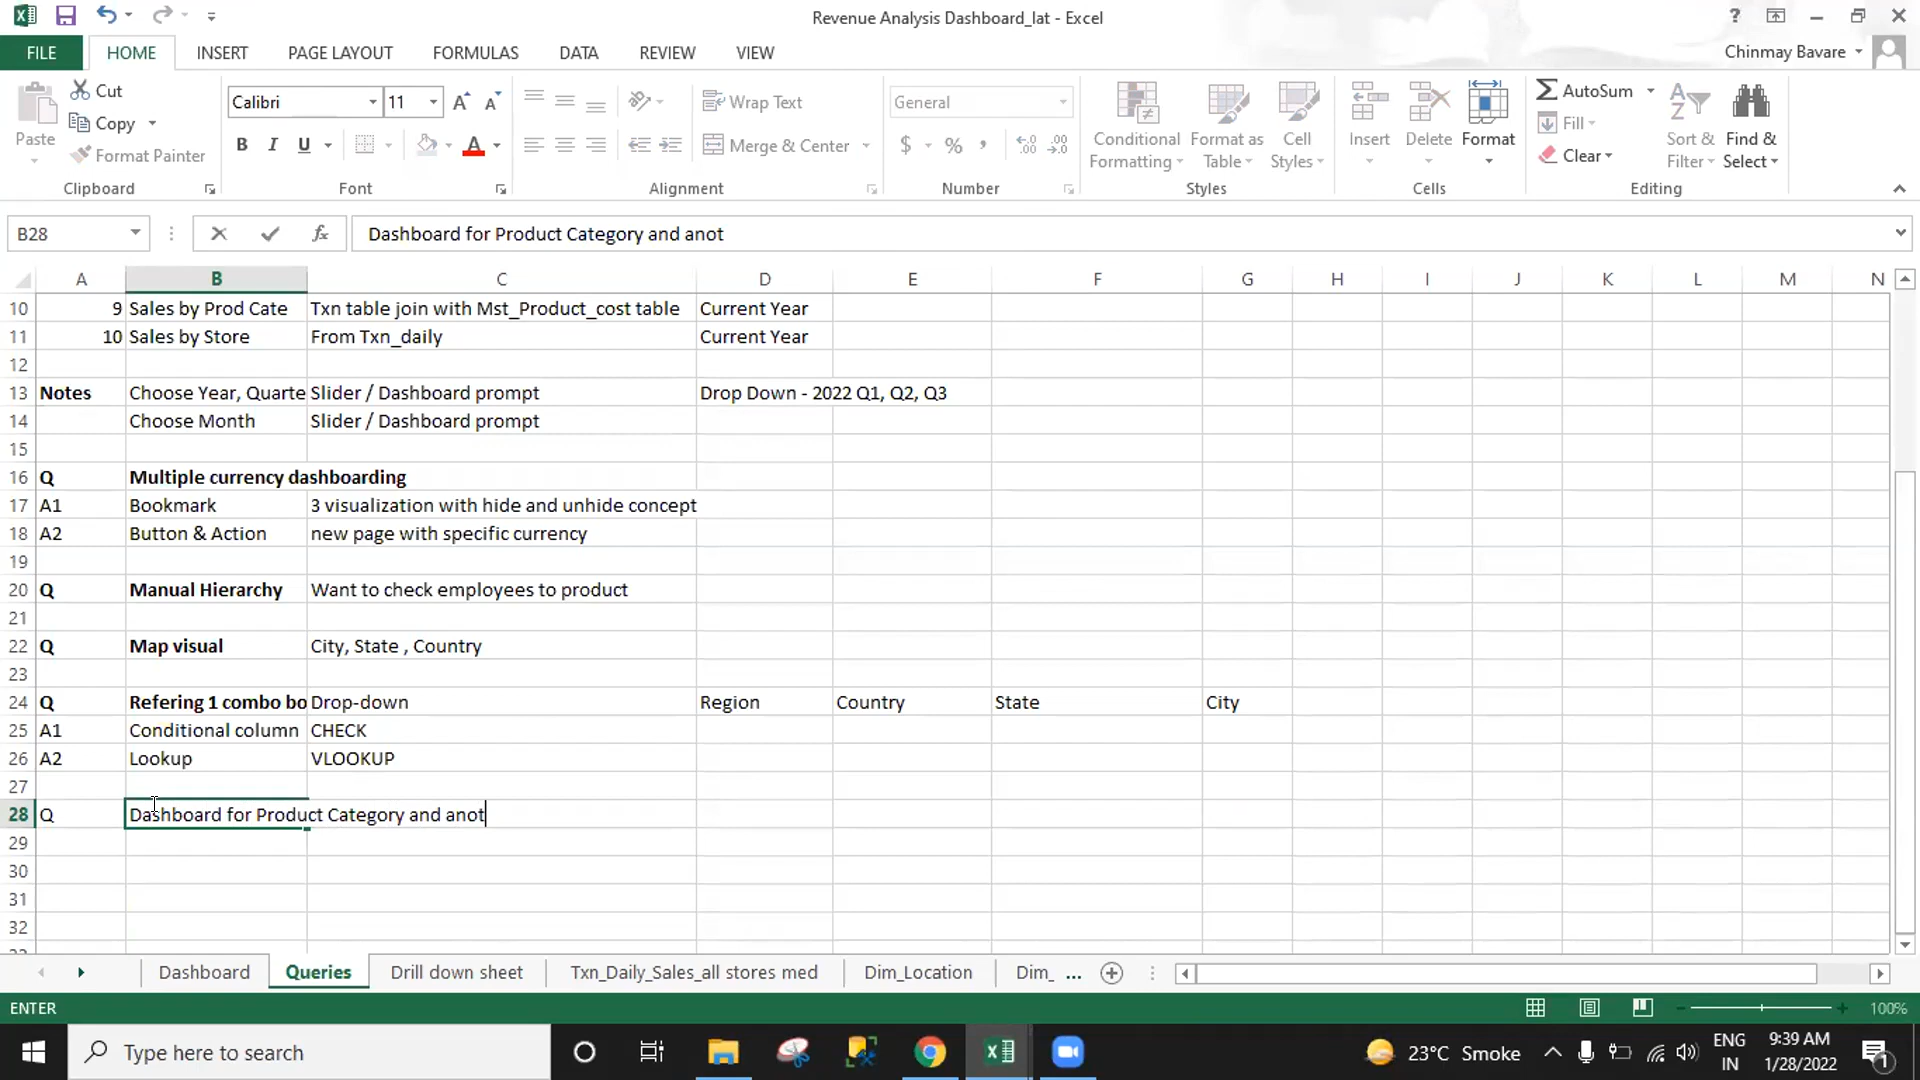 Revenue Analysis Dashboard_lat - Excel
?
FILE HOME INSERT PAGE LAYOUT FORMULAS DATA REVIEW VIEW Chinmay Bavare
Paste Cut Copy Format Painter Clipboard
Calibri 11 A A B I U A Font
Wrap Text Merge & Center Alignment
General $ % , Number
Conditional Formatting Format as Table Cell Styles Styles
Insert Delete Format Cells
AutoSum Fill Clear Sort & Filter Find & Select Editing
B28 fx Dashboard for Product Category and anot
A B C D E F G H I J K L M N
10 9 Sales by Prod Cate Txn table join with Mst_Product_cost table Current Year
11 10 Sales by Store From Txn_daily Current Year
12
13 Notes Choose Year, Quarte Slider / Dashboard prompt Drop Down - 2022 Q1, Q2, Q3
14 Choose Month Slider / Dashboard prompt
15
16 Q Multiple currency dashboarding
17 A1 Bookmark 3 visualization with hide and unhide concept
18 A2 Button & Action new page with specific currency
19
20 Q Manual Hierarchy Want to check employees to product
21
22 Q Map visual City, State , Country
23
24 Q Refering 1 combo bo Drop-down Region Country State City
25 A1 Conditional column CHECK
26 A2 Lookup VLOOKUP
27
28 Q Dashboard for Product Category and anot
29
30
31
32
Dashboard Queries Drill down sheet Txn_Daily_Sales_all stores med Dim_Location Dim_ ...
ENTER 100%
Type here to search 23°C Smoke ENG IN 9:39 AM 1/28/2022 1